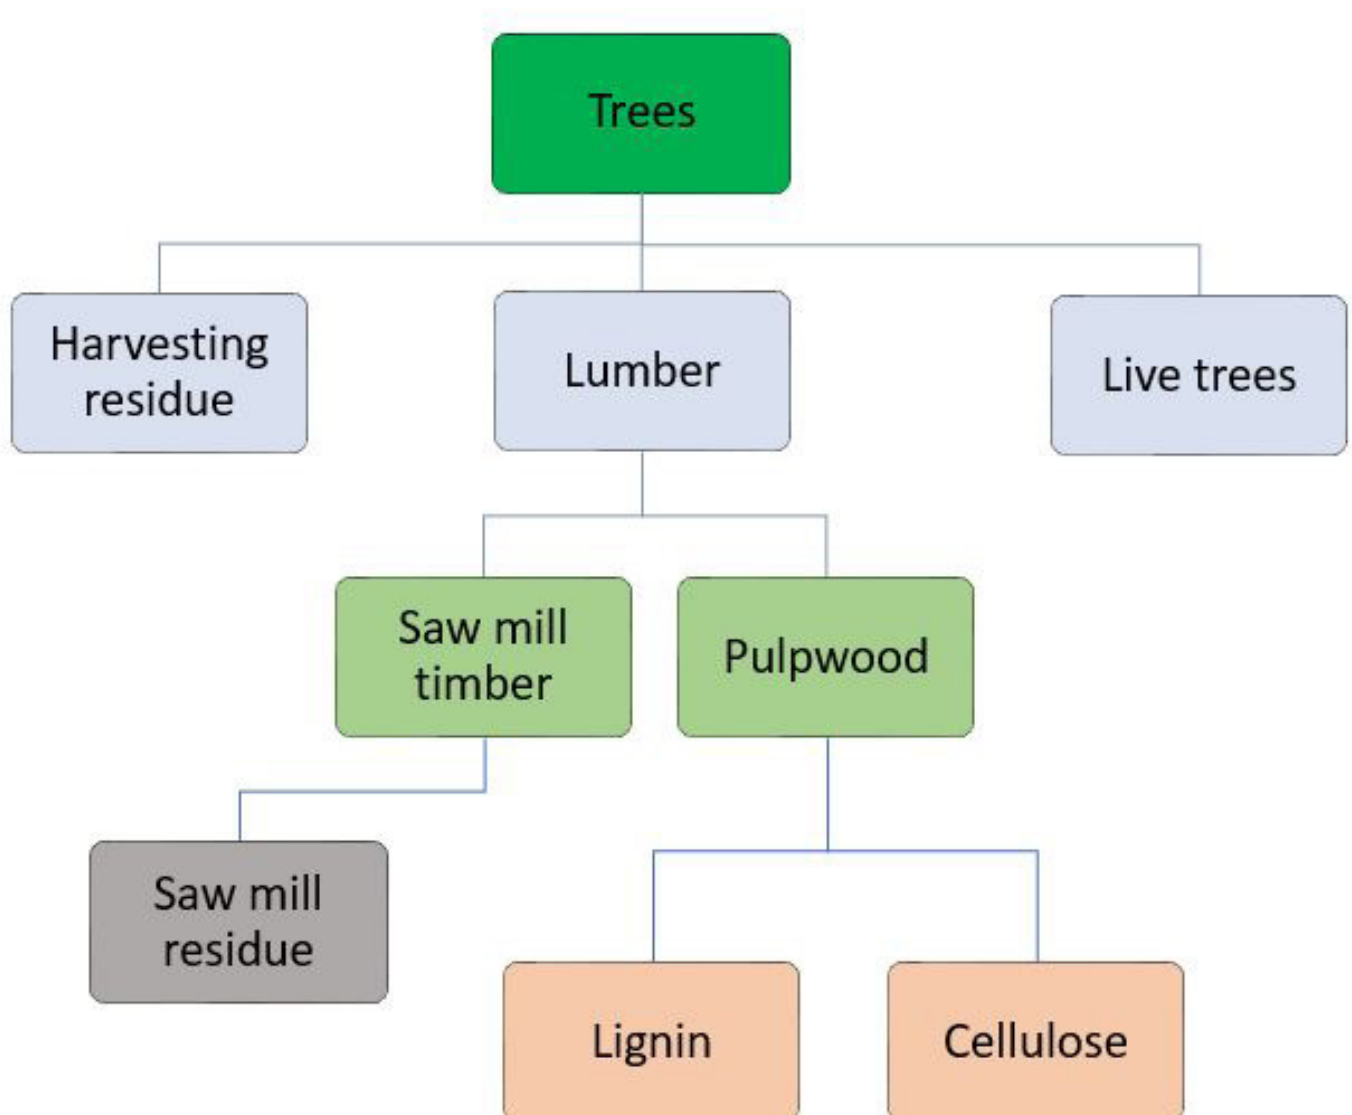 Trees
Harvesting
residue
Lumber
Live trees
Saw mill
timber
Pulpwood
Saw mill
residue
Lignin
Cellulose